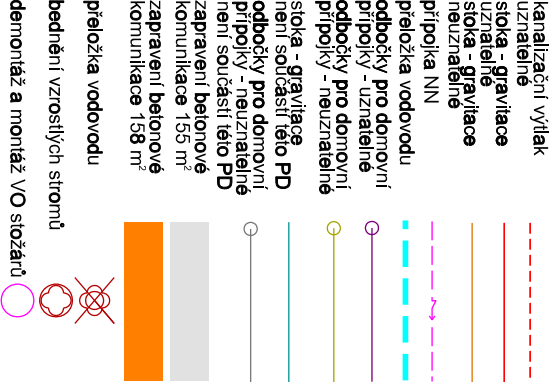 kanalizační výtlak
uznatelné
stoka - gravitace
uznatelné
stoka - gravitace
neuznatelné
přípojka NN
přeložka vodovodu
odbočky pro domovní
přípojky - uznatelné
odbočky pro domovní
přípojky - neuznatelné
stoka - gravitace
není součástí této PD
odbočky pro domovní
přípojky - neuznatelné
není součástí této PD
zapravení betonové
komunikace 155 m²
zapravení betonové
komunikace 158 m²
přeložka vodovodu
bednění vzrostlých stromů
demontáž a montáž VO stožárů